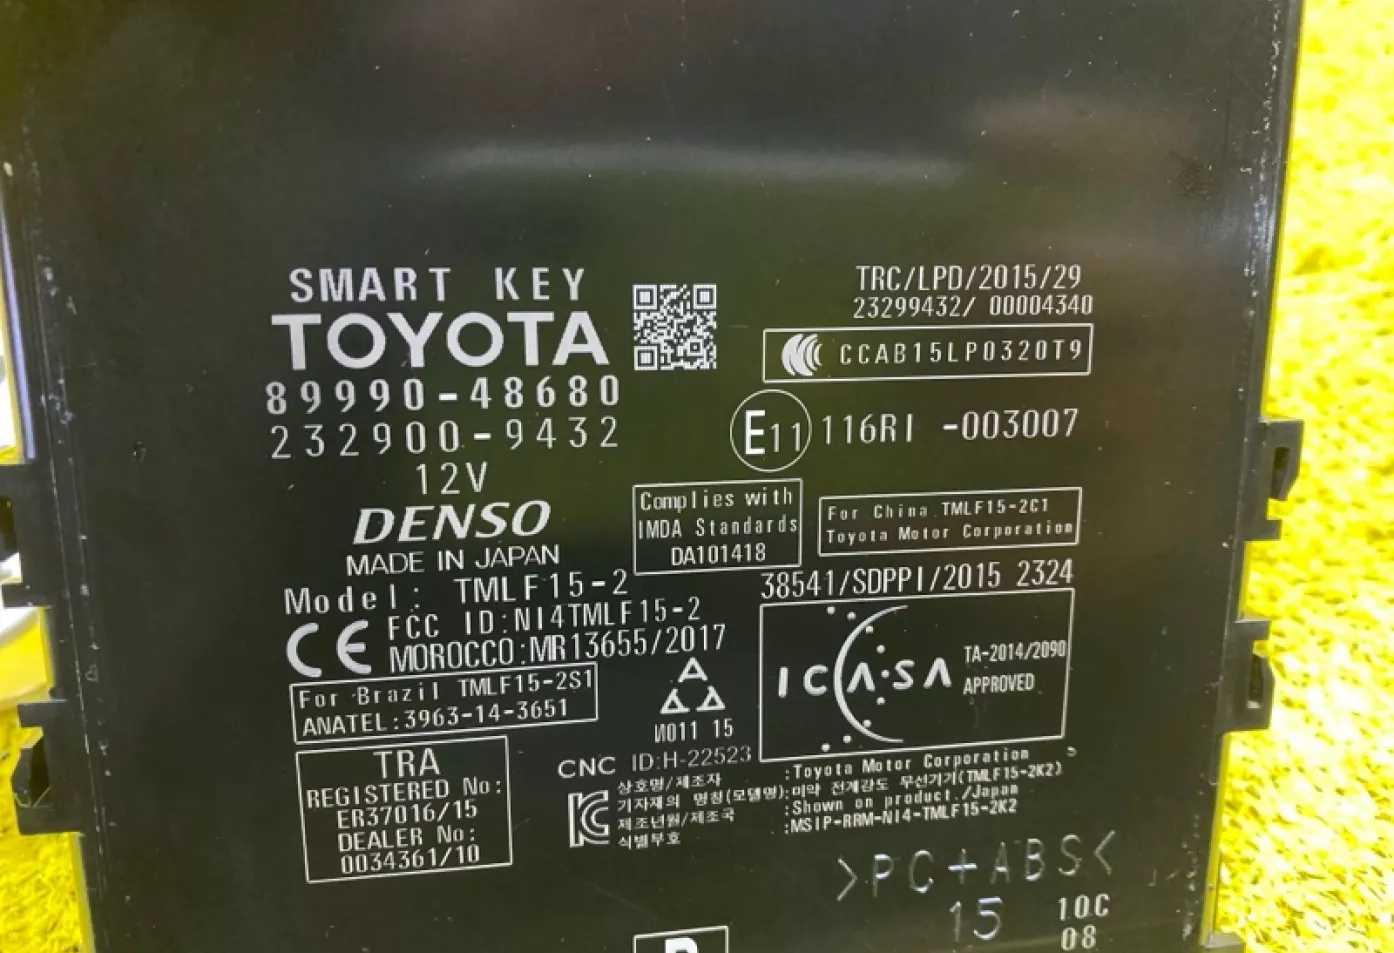 SMART KEY
TOYOTA
89990-48680
232900-9432
12V
DENSO
MADE IN JAPAN
Model: TMLF15-2
CE
FCC ID:NI4TMLF15-2
MOROCCO:MR13655/2017
For Brazil TMLF15-2S1
ANATEL:3963-14-3651
TRA
REGISTERED No:
ER37016/15
DEALER No:
0034361/10
TRC/LPD/2015/29
23299432/ 00004340
CCC CCAB15LP0320T9
E11 116RI -003007
Complies with
IMDA Standards
DA101418
For China TMLF15-2C1
Toyota Motor Corporation
38541/SDPPI/2015 2324
ICASA
TA-2014/2090
APPROVED
И011 15
CNC ID:H-22523
상호명/제조자 :Toyota Motor Corporation
기자재의 명칭(모델명):미약 전계강도 무선기기(TMLF15-2K2)
제조년월/제조국 :Shown on product./Japan
식별부호 :MSIP-RRM-NI4-TMLF15-2K2
>PC+ABS<
15
10C
08